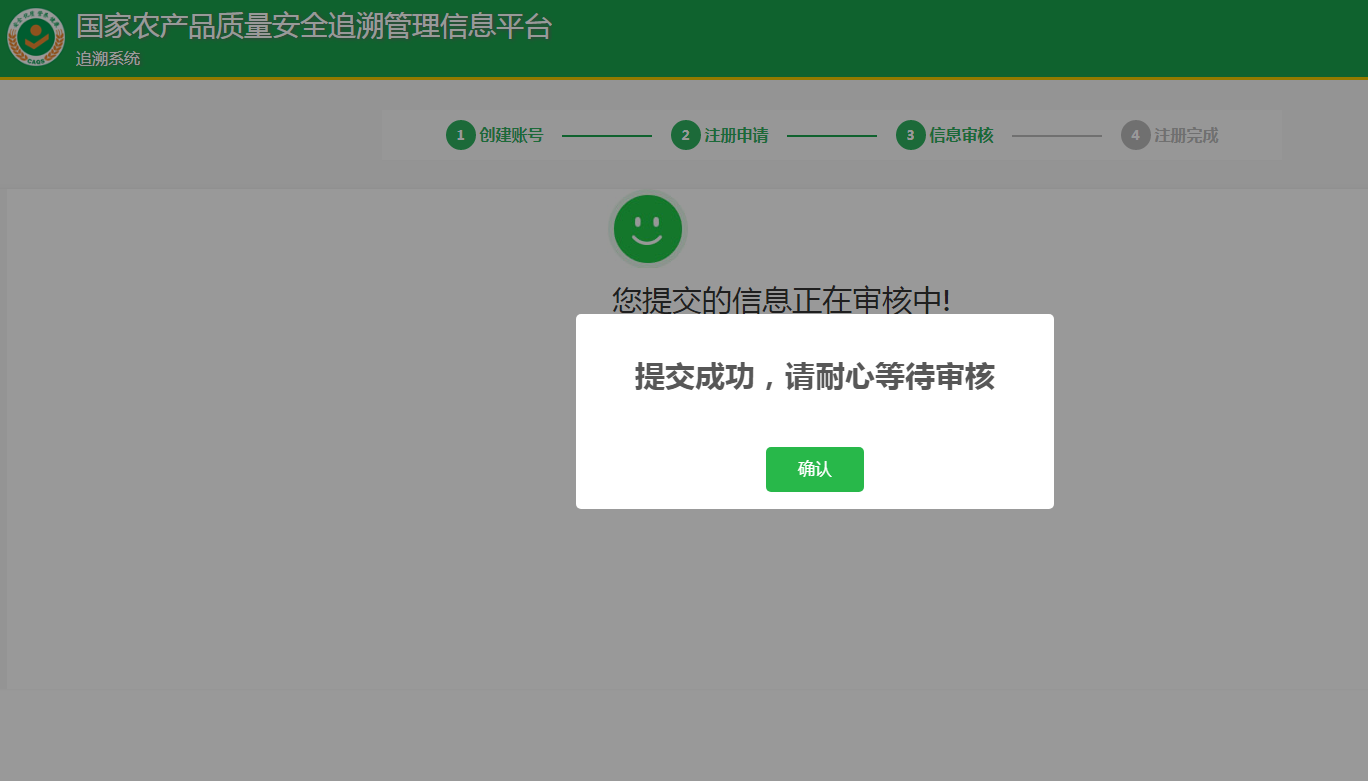 国家农产品质量安全追溯管理信息平台
追溯系统
1 创建账号 2 注册申请 3 信息审核 4 注册完成
您提交的信息正在审核中!
提交成功，请耐心等待审核
确认
CAQS